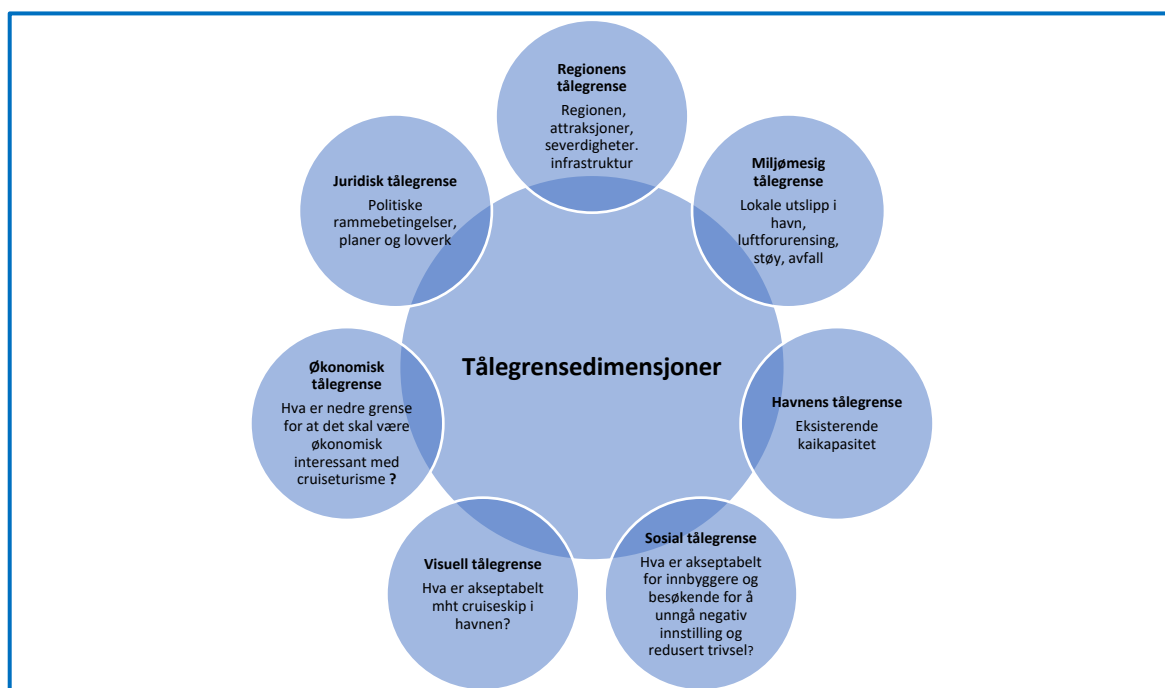 Regionens
tålegrense
Regionen,
attraksjoner,
severdigheter.
infrastruktur
Miljømesig
tålegrense
Lokale utslipp i
havn,
luftforurensing,
støy, avfall
Havnens tålegrense
Eksisterende
kaikapasitet
Sosial tålegrense
Hva er akseptabelt
for innbyggere og
besøkende for å
unngå negativ
innstilling og
redusert trivsel?
Visuell tålegrense
Hva er akseptabelt
mht cruiseskip i
havnen?
Økonomisk
tålegrense
Hva er nedre grense
for at det skal være
økonomisk
interessant med
cruiseturisme ?
Juridisk tålegrense
Politiske
rammebetingelser,
planer og lovverk
Tålegrensedimensjoner